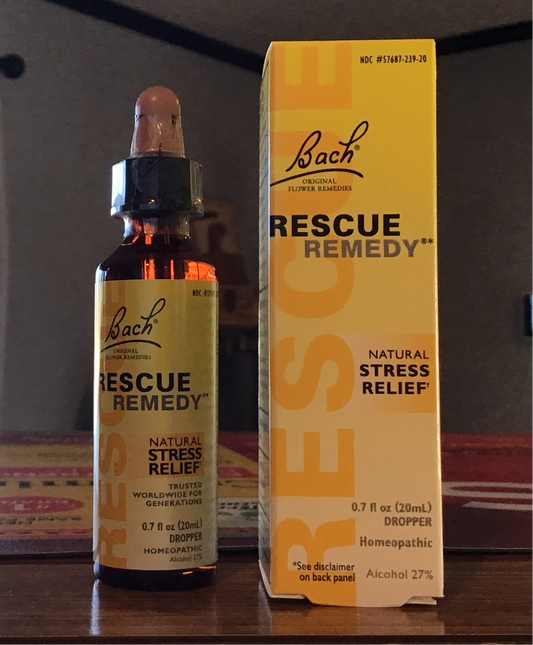 NDC #57687-239-20
RESCUE
Bach®
ORIGINAL
FLOWER REMEDIES
RESCUE
REMEDY®*
NATURAL
STRESS
RELIEF†
0.7 fl oz (20mL)
DROPPER
Homeopathic
*See disclaimer
on back panel
Alcohol 27%
NDC
RESCUE
Bach®
ORIGINAL
FLOWER REMEDIES
RESCUE
REMEDY
NATURAL
STRESS
RELIEF†
TRUSTED
WORLDWIDE FOR
GENERATIONS
0.7 fl oz (20mL)
DROPPER
HOMEOPATHIC
Alcohol 27%